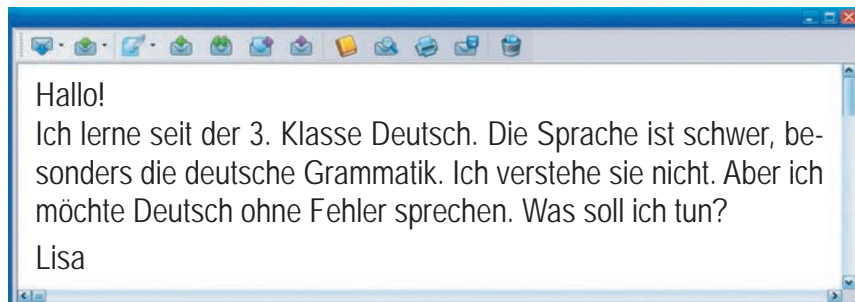 Hallo!
Ich lerne seit der 3. Klasse Deutsch. Die Sprache ist schwer, be-
sonders die deutsche Grammatik. Ich verstehe sie nicht. Aber ich
möchte Deutsch ohne Fehler sprechen. Was soll ich tun?
Lisa